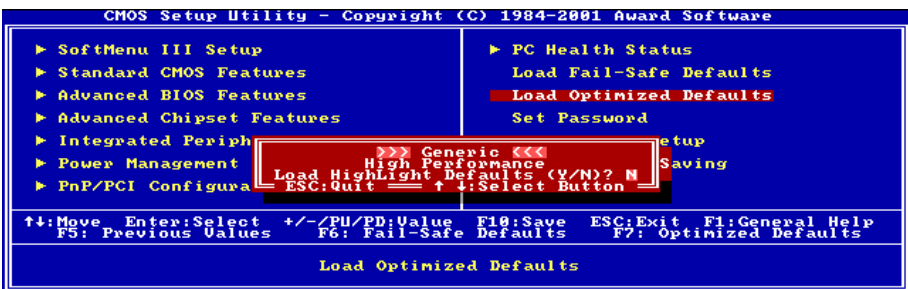 CMOS Setup Utility - Copyright (C) 1984-2001 Award Software
► SoftMenu III Setup
► Standard CMOS Features
► Advanced BIOS Features
► Advanced Chipset Features
► Integrated Periph
► Power Management
► PnP/PCI Configura
► PC Health Status
Load Fail-Safe Defaults
Load Optimized Defaults
Set Password
etup
Saving
>>> Generic <<<
High Performance
Load HighLight Defaults (Y/N)? N
ESC:Quit ↑ ↓:Select Button
↑↓:Move Enter:Select +/-/PU/PD:Value F10:Save ESC:Exit F1:General Help
F5: Previous Values F6: Fail-Safe Defaults F7: Optimized Defaults
Load Optimized Defaults